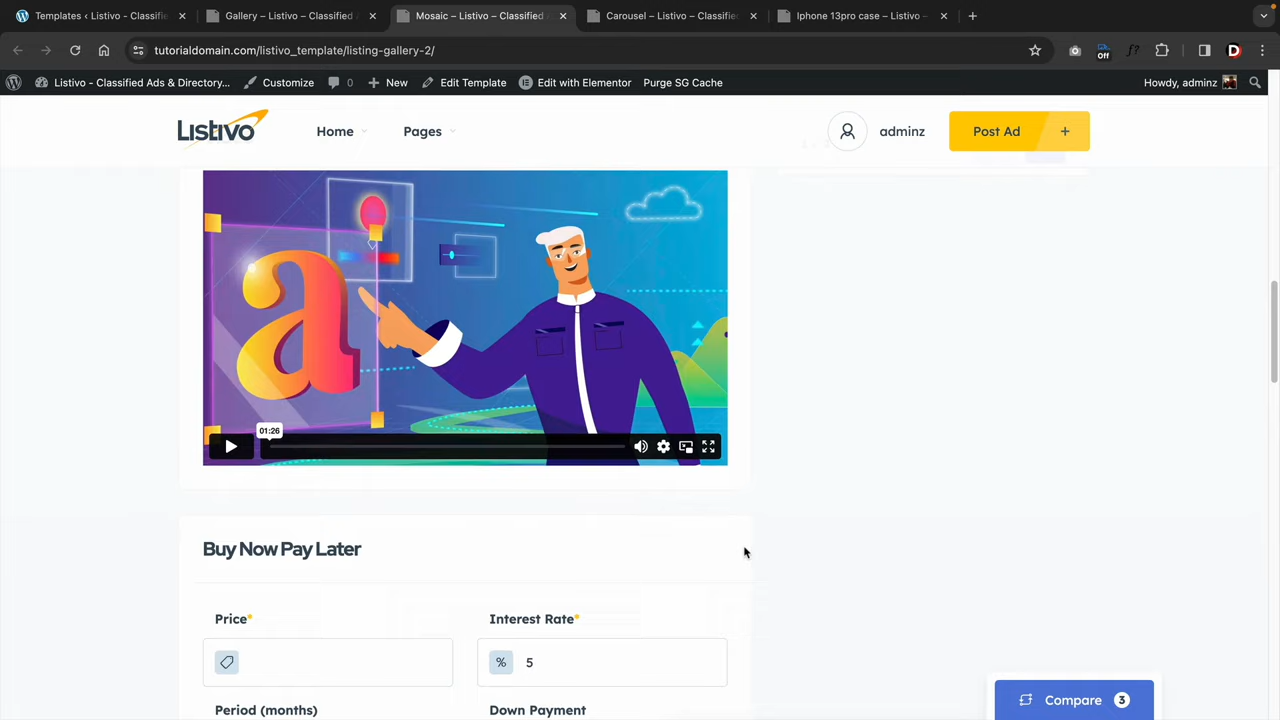 Templates ‹ Listivo – Classifie
Gallery – Listivo – Classified
Mosaic – Listivo – Classified
Carousel – Listivo – Classifie
Iphone 13pro case – Listivo –
tutorialdomain.com/listivo_template/listing-gallery-2/
Off
Listivo – Classified Ads & Directory...
Customize
0
New
Edit Template
Edit with Elementor
Purge SG Cache
Howdy, adminz
Listivo
Home
Pages
adminz
Post Ad +
a
01:26
Buy Now Pay Later
Price*
Interest Rate*
% 5
Period (months)
Down Payment
Compare 3